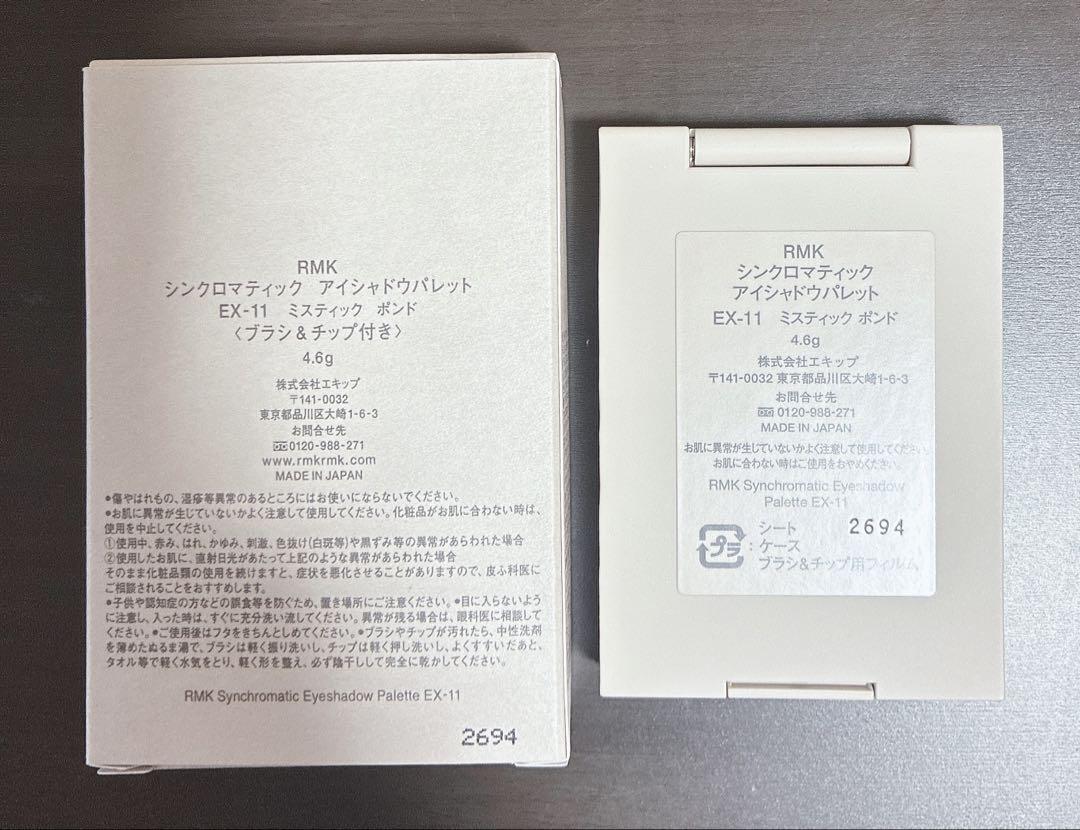 RMK
シンクロマティック　アイシャドウパレット
EX-11　ミスティック　ポンド
〈ブラシ＆チップ付き〉
4.6g
株式会社エキップ
〒141-0032
東京都品川区大崎1-6-3
お問合せ先
0120-988-271
www.rmkrmk.com
MADE IN JAPAN
●傷やはれもの、湿疹等異常のあるところにはお使いにならないでください。
●お肌に異常が生じていないかよく注意して使用してください。化粧品がお肌に合わない時は、
使用を中止してください。
①使用中、赤み、はれ、かゆみ、刺激、色抜け(白斑等)や黒ずみ等の異常があらわれた場合
②使用したお肌に、直射日光があたって上記のような異常があらわれた場合
そのまま化粧品類の使用を続けますと、症状を悪化させることがありますので、皮ふ科医に
ご相談されることをおすすめします。
●子供や認知症の方などの誤食等を防ぐため、置き場所にご注意ください。●目に入らないよう
に注意し、入った時は、すぐに充分洗い流してください。異常が残る場合は、眼科医に相談して
ください。●ご使用後はフタをきちんとしめてください。●ブラシやチップが汚れたら、中性洗剤
を薄めたぬるま湯で、ブラシは軽く振り洗いし、チップは軽く押し洗いし、よくすすいだあと、
タオル等で軽く水気をとり、軽く形を整え、必ず陰干しして完全に乾かしてください。
RMK Synchromatic Eyeshadow Palette EX-11
2694
RMK
シンクロマティック
アイシャドウパレット
EX-11　ミスティック ポンド
4.6g
株式会社エキップ
〒141-0032 東京都品川区大崎1-6-3
お問合せ先
0120-988-271
MADE IN JAPAN
お肌に異常が生じていないかよく注意して使用してください。
お肌に合わない時はご使用をおやめください。
RMK Synchromatic Eyeshadow
Palette EX-11
プラ : シート
ケース
ブラシ&チップ用フィルム
2694